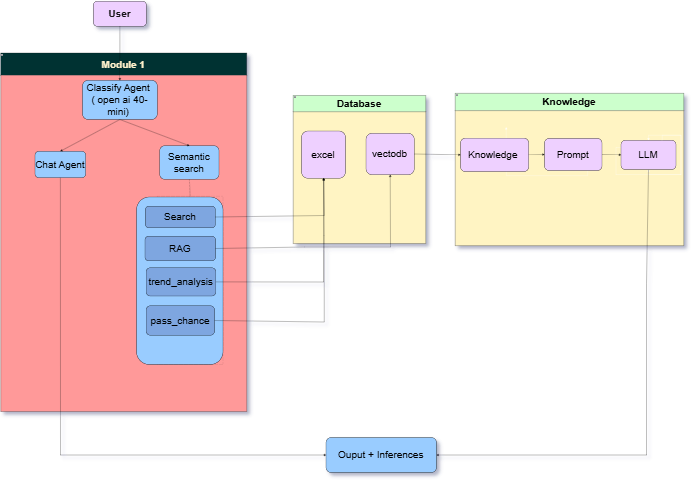 User
Module 1
Classify Agent
( open ai 40-
mini)
Chat Agent
Semantic
search
Search
RAG
trend_analysis
pass_chance
Database
excel
vectodb
Knowledge
Knowledge
Prompt
LLM
Ouput + Inferences